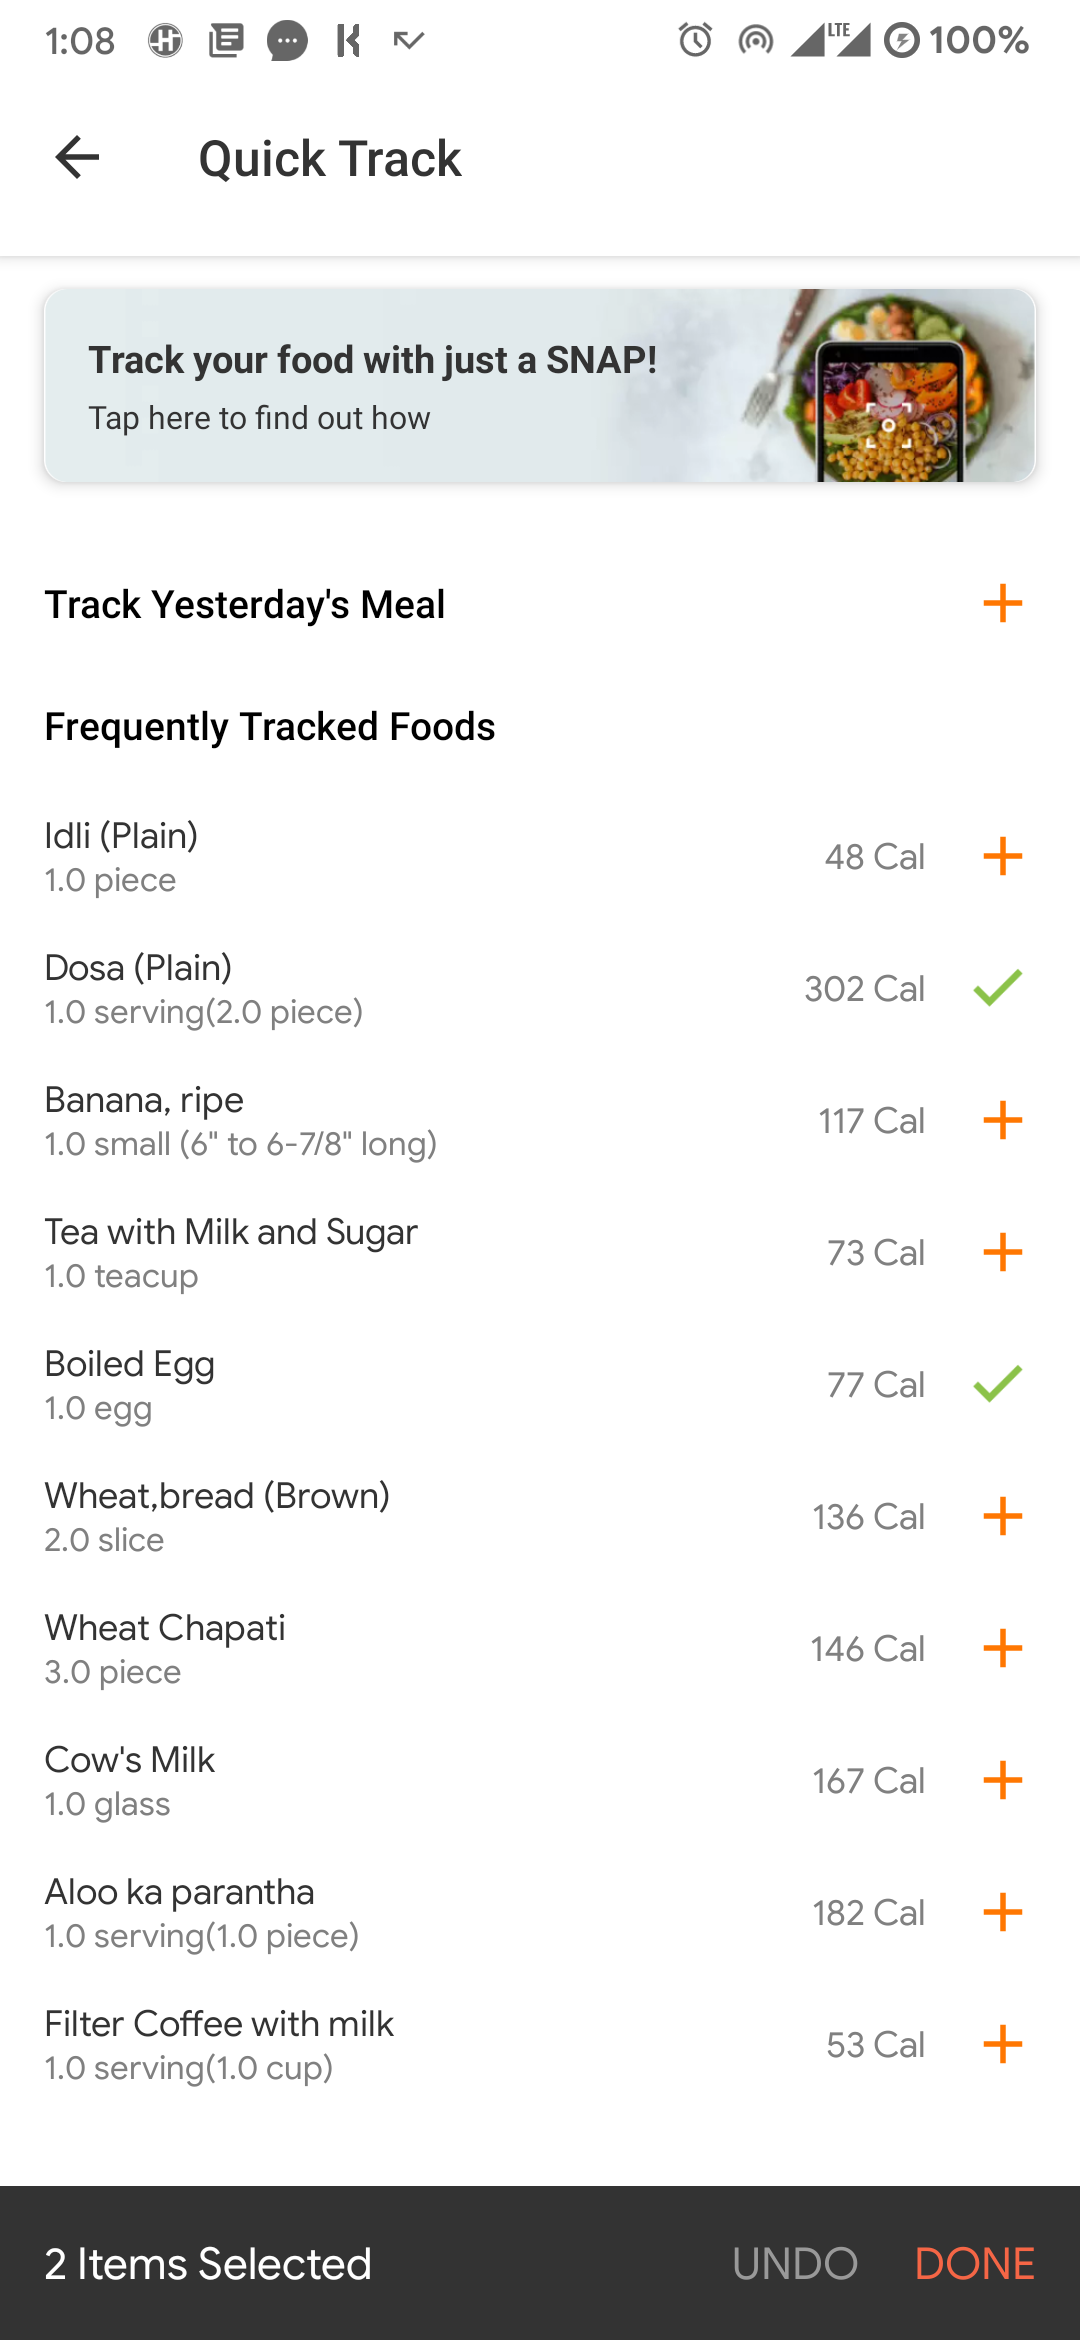 1:08
LTE
100%
Quick Track
Track your food with just a SNAP!
Tap here to find out how
Track Yesterday's Meal
Frequently Tracked Foods
Idli (Plain)
1.0 piece
48 Cal
Dosa (Plain)
1.0 serving(2.0 piece)
302 Cal
Banana, ripe
1.0 small (6" to 6-7/8" long)
117 Cal
Tea with Milk and Sugar
1.0 teacup
73 Cal
Boiled Egg
1.0 egg
77 Cal
Wheat,bread (Brown)
2.0 slice
136 Cal
Wheat Chapati
3.0 piece
146 Cal
Cow's Milk
1.0 glass
167 Cal
Aloo ka parantha
1.0 serving(1.0 piece)
182 Cal
Filter Coffee with milk
1.0 serving(1.0 cup)
53 Cal
2 Items Selected
UNDO
DONE